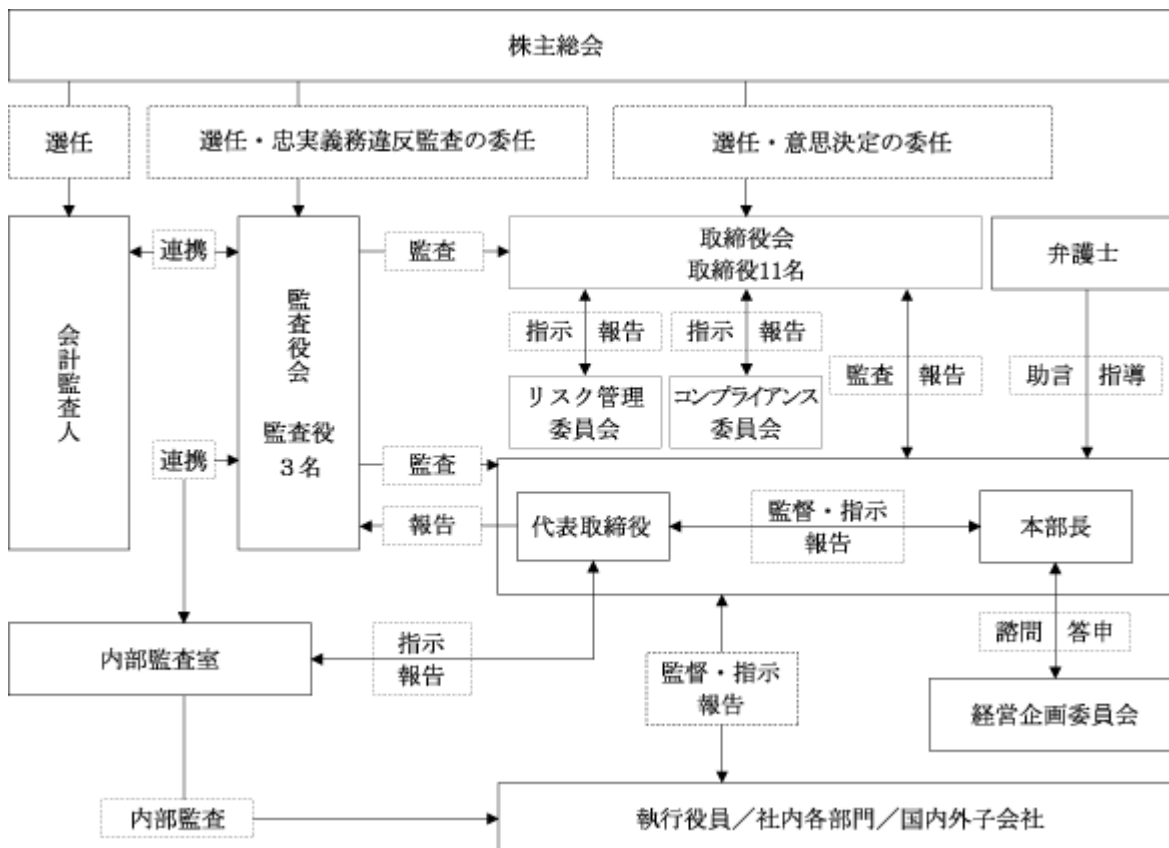 株主総会
選任
選任・忠実義務違反監査の委任
選任・意思決定の委任
会計監査人
連携
監査役会
監査役
3名
監査
取締役会
取締役11名
弁護士
指示 報告
指示 報告
監査 報告
助言 指導
リスク管理
委員会
コンプライアンス
委員会
連携
監査
報告
代表取締役
監督・指示
報告
本部長
内部監査室
指示
報告
監督・指示
報告
諮問 答申
経営企画委員会
内部監査
執行役員／社内各部門／国内外子会社